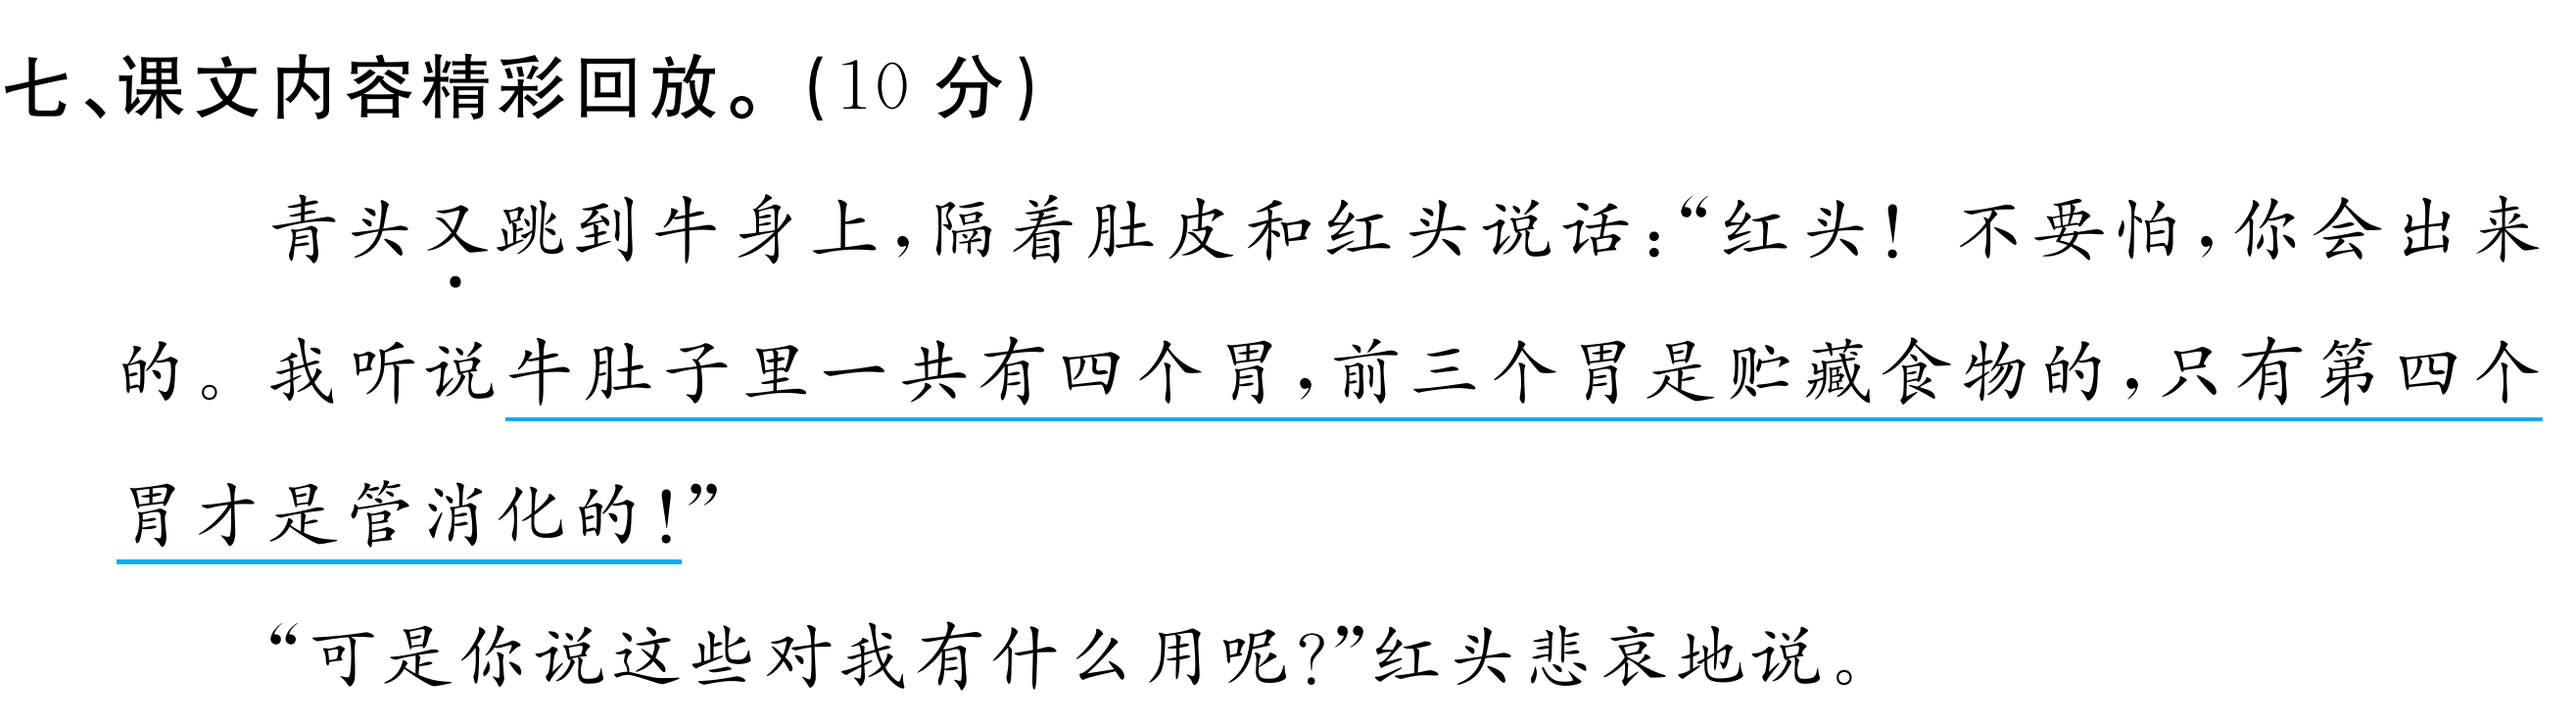 七、课文内容精彩回放。(10 分)
青头又跳到牛身上,隔着肚皮和红头说话:“红头! 不要怕,你会出来
的。我听说牛肚子里一共有四个胃,前三个胃是贮藏食物的,只有第四个
胃才是管消化的!”
“可是你说这些对我有什么用呢?”红头悲哀地说。